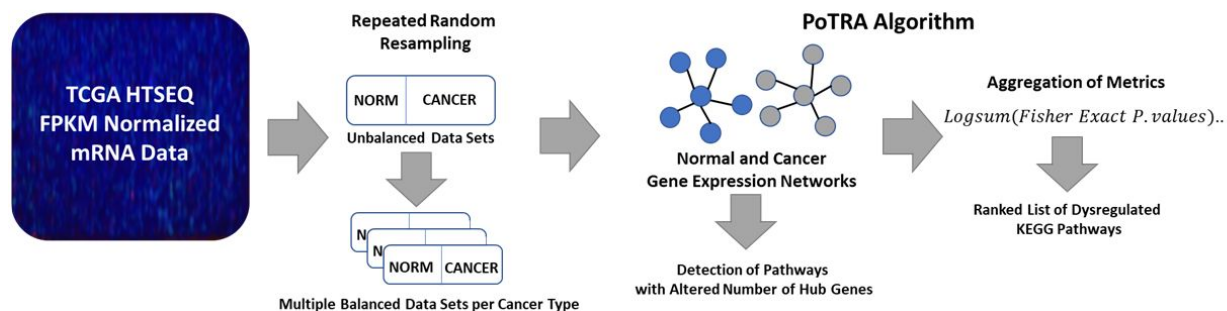 TCGA HTSEQ
FPKM Normalized
mRNA Data
Repeated Random
Resampling
NORM CANCER
Unbalanced Data Sets
N
N
NORM CANCER
Multiple Balanced Data Sets per Cancer Type
PoTRA Algorithm
Normal and Cancer
Gene Expression Networks
Detection of Pathways
with Altered Number of Hub Genes
Aggregation of Metrics
Logsum(Fisher Exact P.values)..
Ranked List of Dysregulated
KEGG Pathways